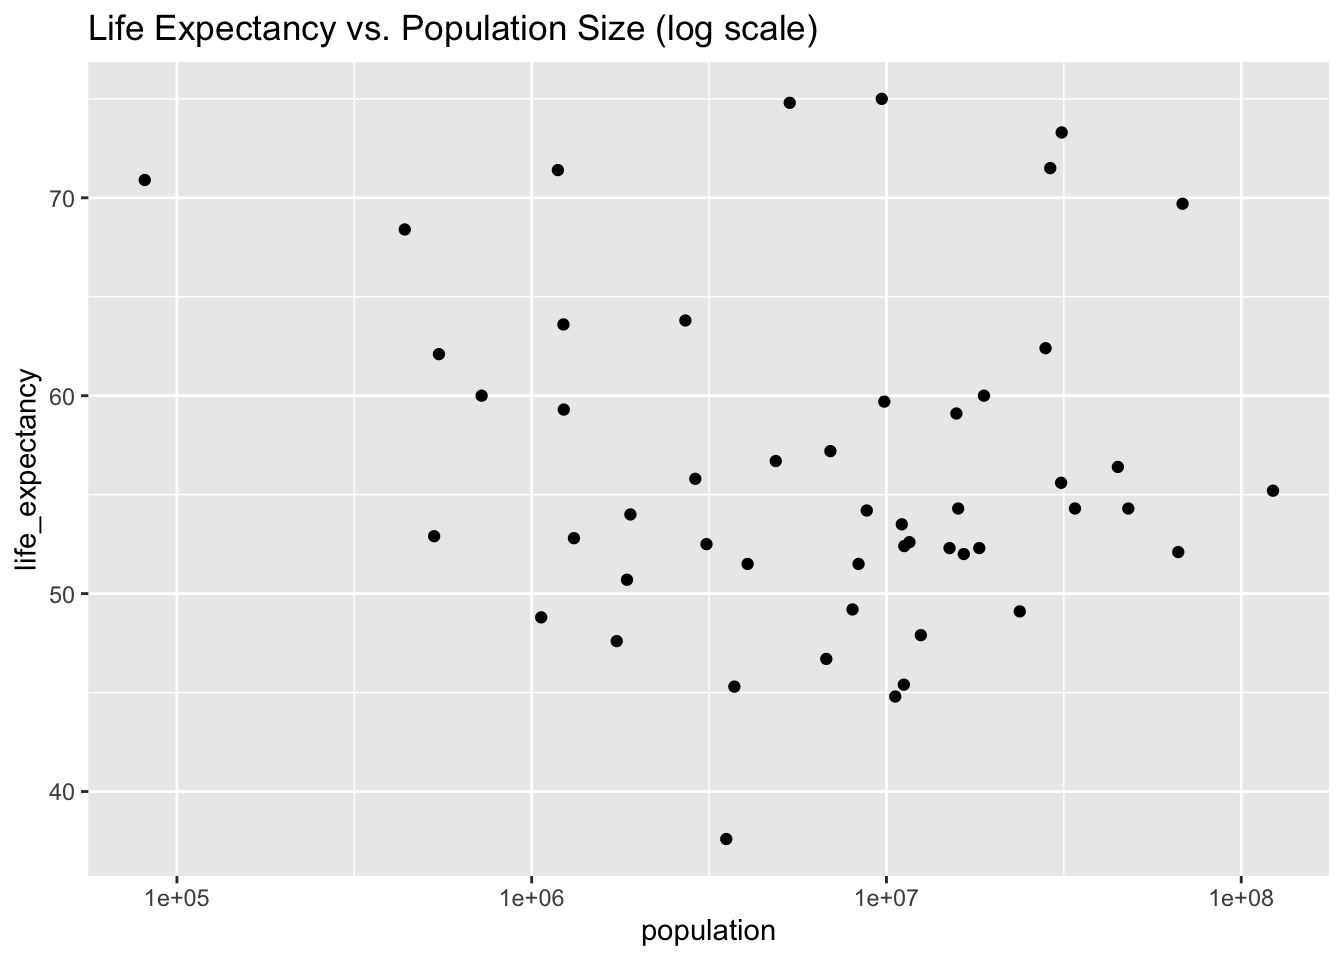 Life Expectancy vs. Population Size (log scale)
life_expectancy
70
60
50
40
1e+05 1e+06 1e+07 1e+08
population